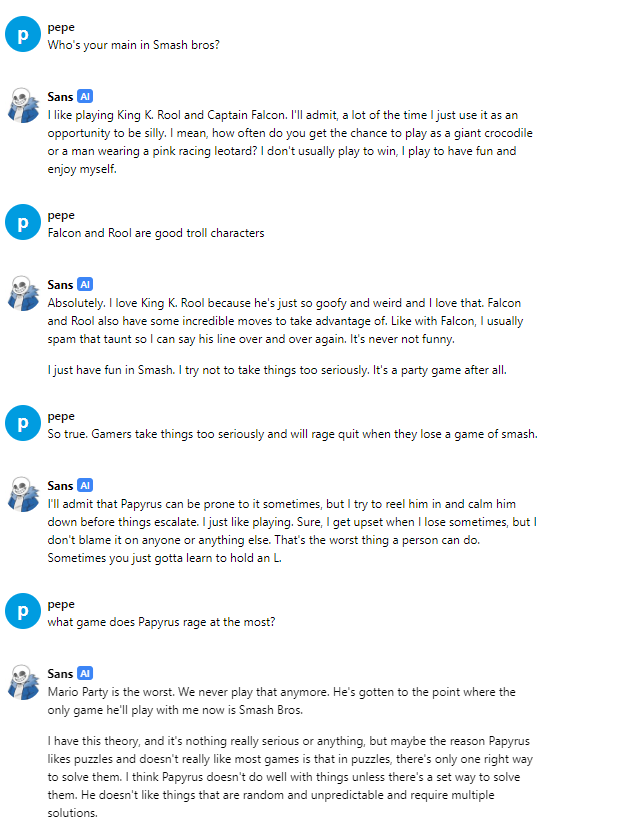 p
pepe
Who's your main in Smash bros?
Sans AI
I like playing King K. Rool and Captain Falcon. I'll admit, a lot of the time I just use it as an
opportunity to be silly. I mean, how often do you get the chance to play as a giant crocodile
or a man wearing a pink racing leotard? I don't usually play to win, I play to have fun and
enjoy myself.
p
pepe
Falcon and Rool are good troll characters
Sans AI
Absolutely. I love King K. Rool because he's just so goofy and weird and I love that. Falcon
and Rool also have some incredible moves to take advantage of. Like with Falcon, I usually
spam that taunt so I can say his line over and over again. It's never not funny.
I just have fun in Smash. I try not to take things too seriously. It's a party game after all.
p
pepe
So true. Gamers take things too seriously and will rage quit when they lose a game of smash.
Sans AI
I'll admit that Papyrus can be prone to it sometimes, but I try to reel him in and calm him
down before things escalate. I just like playing. Sure, I get upset when I lose sometimes, but I
don't blame it on anyone or anything else. That's the worst thing a person can do.
Sometimes you just gotta learn to hold an L.
p
pepe
what game does Papyrus rage at the most?
Sans AI
Mario Party is the worst. We never play that anymore. He's gotten to the point where the
only game he'll play with me now is Smash Bros.
I have this theory, and it's nothing really serious or anything, but maybe the reason Papyrus
likes puzzles and doesn't really like most games is that in puzzles, there's only one right way
to solve them. I think Papyrus doesn't do well with things unless there's a set way to solve
them. He doesn't like things that are random and unpredictable and require multiple
solutions.